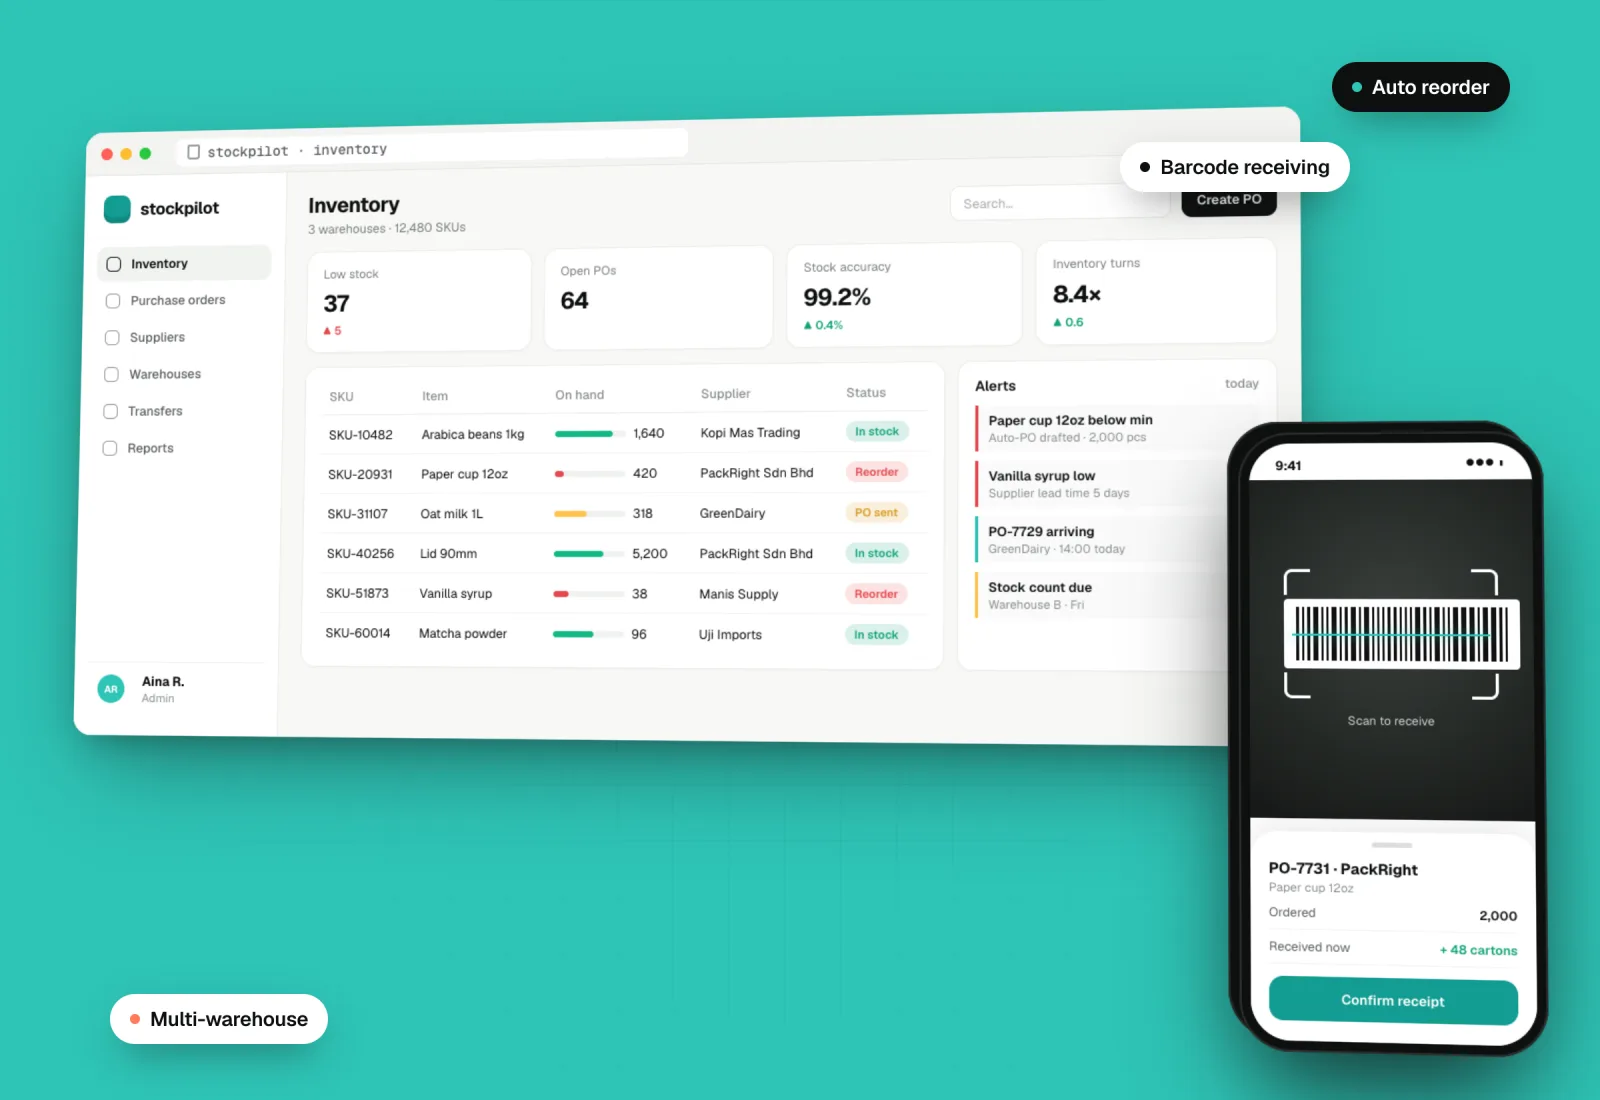 Auto reorder
Barcode receiving
stockpilot · inventory
stockpilot
Inventory
Purchase orders
Suppliers
Warehouses
Transfers
Reports
AR
Aina R.
Admin
Inventory
3 warehouses · 12,480 SKUs
Search…
Create PO
Low stock
37
▲ 5
Open POs
64
Stock accuracy
99.2%
▲ 0.4%
Inventory turns
8.4×
▲ 0.6
SKU Item On hand Supplier Status
SKU-10482 Arabica beans 1kg 1,640 Kopi Mas Trading In stock
SKU-20931 Paper cup 12oz 420 PackRight Sdn Bhd Reorder
SKU-31107 Oat milk 1L 318 GreenDairy PO sent
SKU-40256 Lid 90mm 5,200 PackRight Sdn Bhd In stock
SKU-51873 Vanilla syrup 38 Manis Supply Reorder
SKU-60014 Matcha powder 96 Uji Imports In stock
Alerts today
Paper cup 12oz below min
Auto-PO drafted · 2,000 pcs
Vanilla syrup low
Supplier lead time 5 days
PO-7729 arriving
GreenDairy · 14:00 today
Stock count due
Warehouse B · Fri
9:41
Scan to receive
PO-7731 · PackRight
Paper cup 12oz
Ordered 2,000
Received now + 48 cartons
Confirm receipt
Multi-warehouse